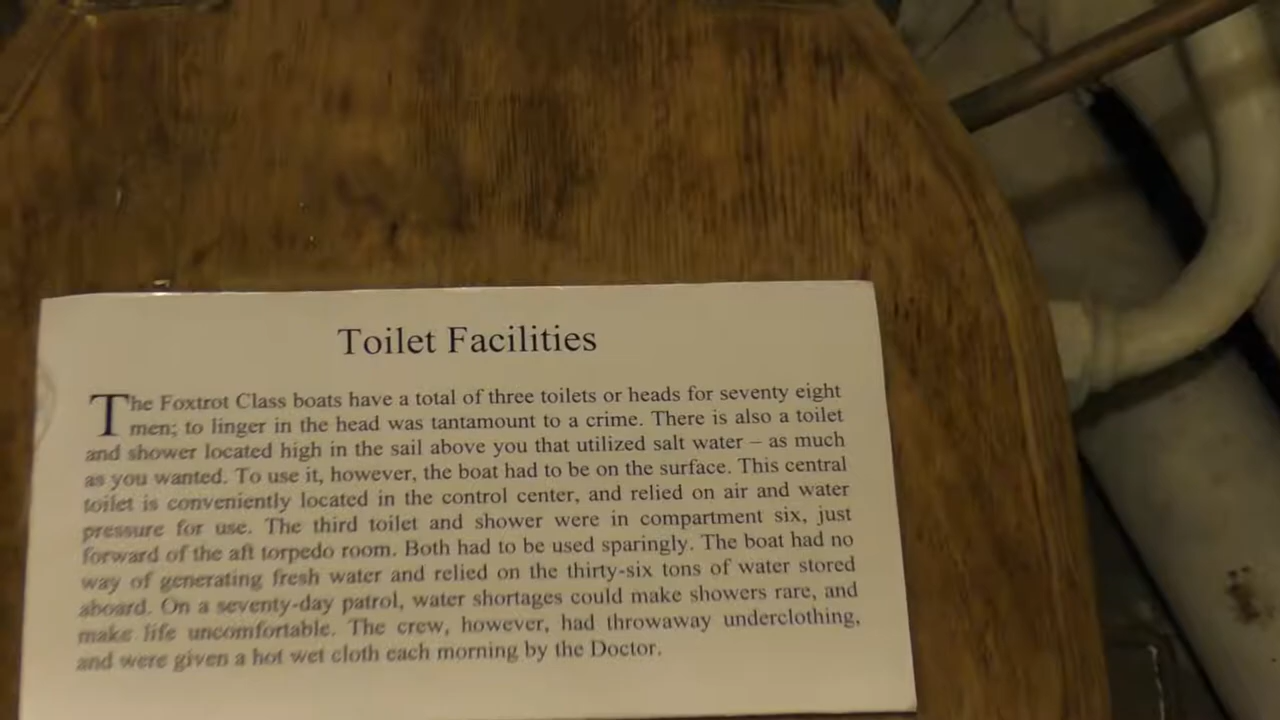 Toilet Facilities
The Foxtrot Class boats have a total of three toilets or heads for seventy eight
men; to linger in the head was tantamount to a crime. There is also a toilet
and shower located high in the sail above you that utilized salt water – as much
as you wanted. To use it, however, the boat had to be on the surface. This central
toilet is conveniently located in the control center, and relied on air and water
pressure for use. The third toilet and shower were in compartment six, just
forward of the aft torpedo room. Both had to be used sparingly. The boat had no
way of generating fresh water and relied on the thirty-six tons of water stored
aboard. On a seventy-day patrol, water shortages could make showers rare, and
make life uncomfortable. The crew, however, had throwaway underclothing,
and were given a hot wet cloth each morning by the Doctor.